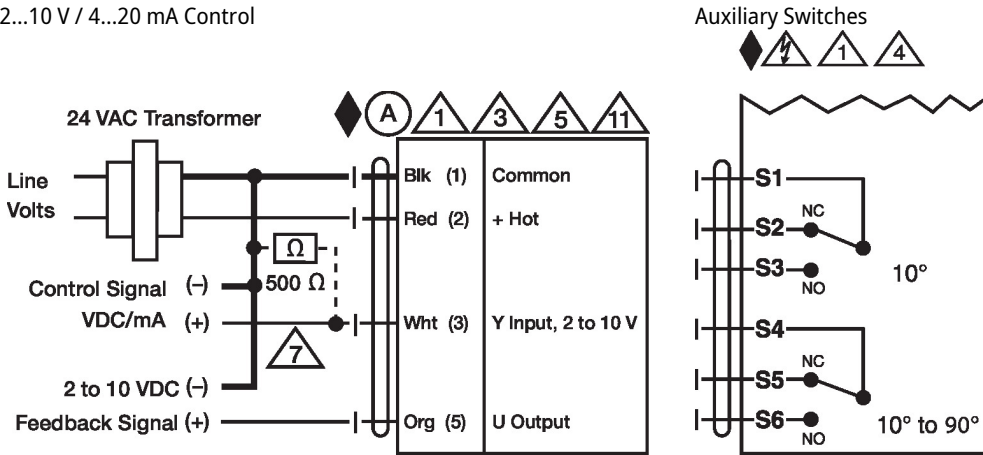 2...10 V / 4...20 mA Control
24 VAC Transformer
Line
Volts
A 1 3 5 11
Blk (1) Common
Red (2) + Hot
Ω
500 Ω
Control Signal (–)
VDC/mA (+)
7
Wht (3) Y Input, 2 to 10 V
2 to 10 VDC (–)
Feedback Signal (+)
Org (5) U Output
Auxiliary Switches
1 4
S1
S2 NC
S3 NO
10°
S4
S5 NC
S6 NO
10° to 90°